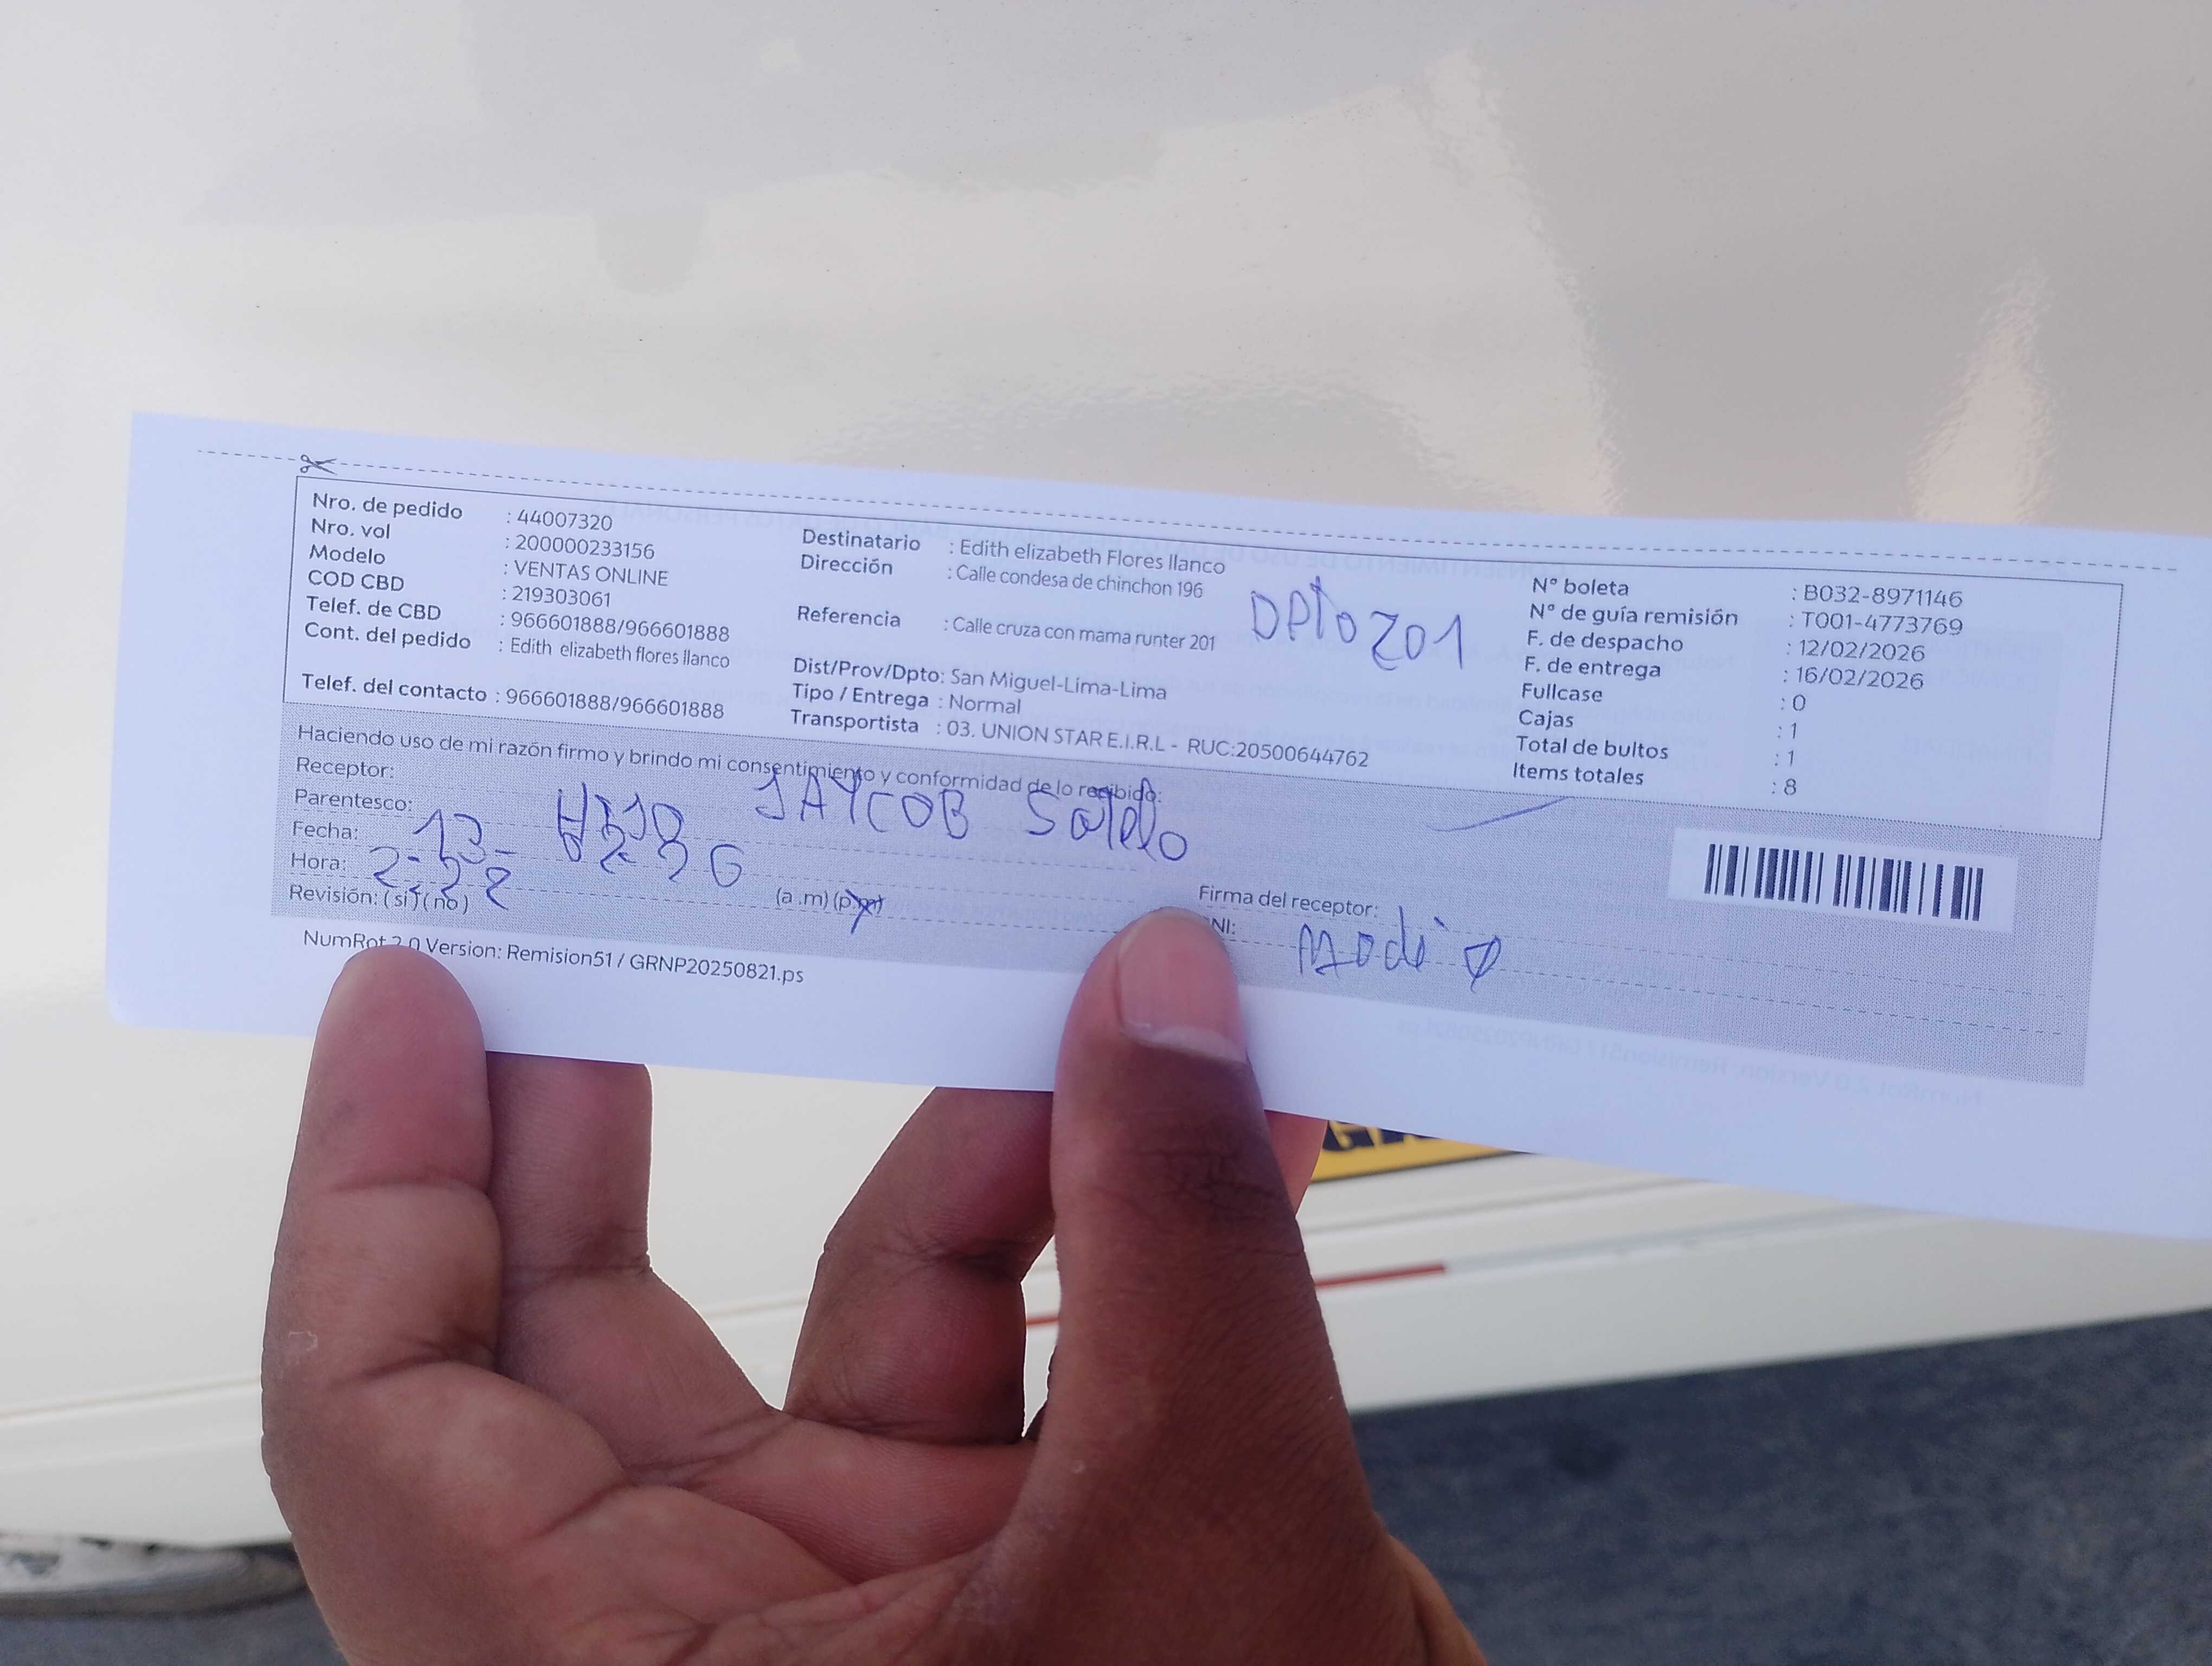 Nro. de pedido : 44007320
Nro. vol : 200000233156
Modelo : VENTAS ONLINE
COD CBD : 219303061
Telef. de CBD : 966601888/966601888
Cont. del pedido : Edith elizabeth flores llanco
Telef. del contacto : 966601888/966601888
Destinatario : Edith elizabeth Flores llanco
Dirección : Calle condesa de chinchon 196
Referencia : Calle cruza con mama runter 201
DPTO 201
Dist/Prov/Dpto: San Miguel-Lima-Lima
Tipo / Entrega : Normal
Transportista : 03. UNION STAR E.I.R.L - RUC:20500644762
N° boleta : B032-8971146
N° de guía remisión : T001-4773769
F. de despacho : 12/02/2026
F. de entrega : 16/02/2026
Fullcase : 0
Cajas : 1
Total de bultos : 1
Items totales : 8
Haciendo uso de mi razón firmo y brindo mi consentimiento y conformidad de lo recibido:
Receptor: JAYCOB Sotelo
Parentesco:
Fecha: 13-
Hora: (a .m) (p.m)
Revisión: ( si ) ( no )
Firma del receptor:
NI:
NumRot 2.0 Version: Remision51 / GRNP20250821.ps